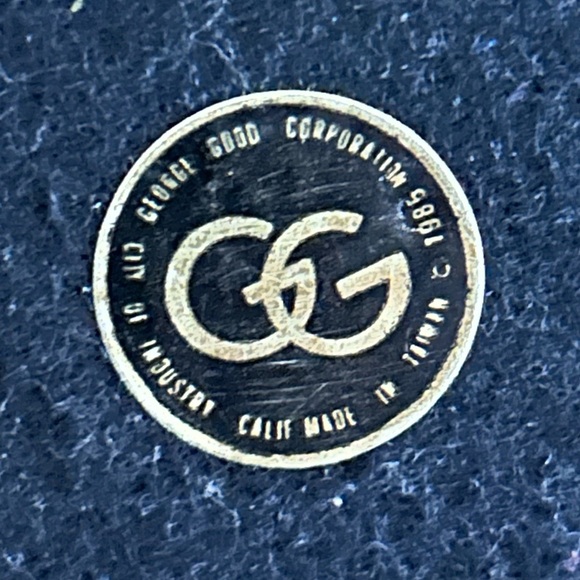 GEORGE GOOD CORPORATION
GG
CITY OF INDUSTRY CALIF MADE IN TAIWAN © 1985